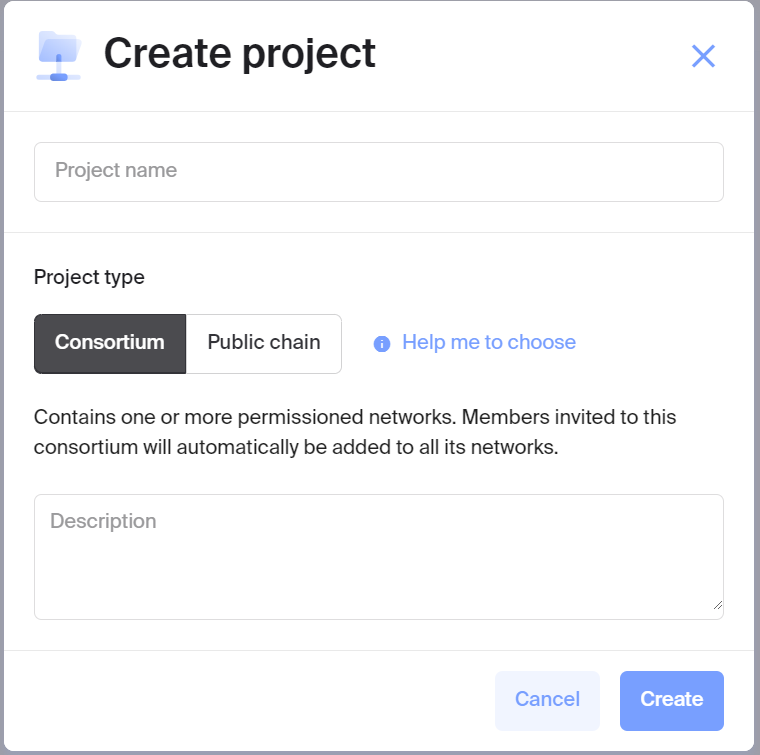 Create project
Project name
Project type
Consortium
Public chain
Help me to choose
Contains one or more permissioned networks. Members invited to this
consortium will automatically be added to all its networks.
Description
Cancel
Create